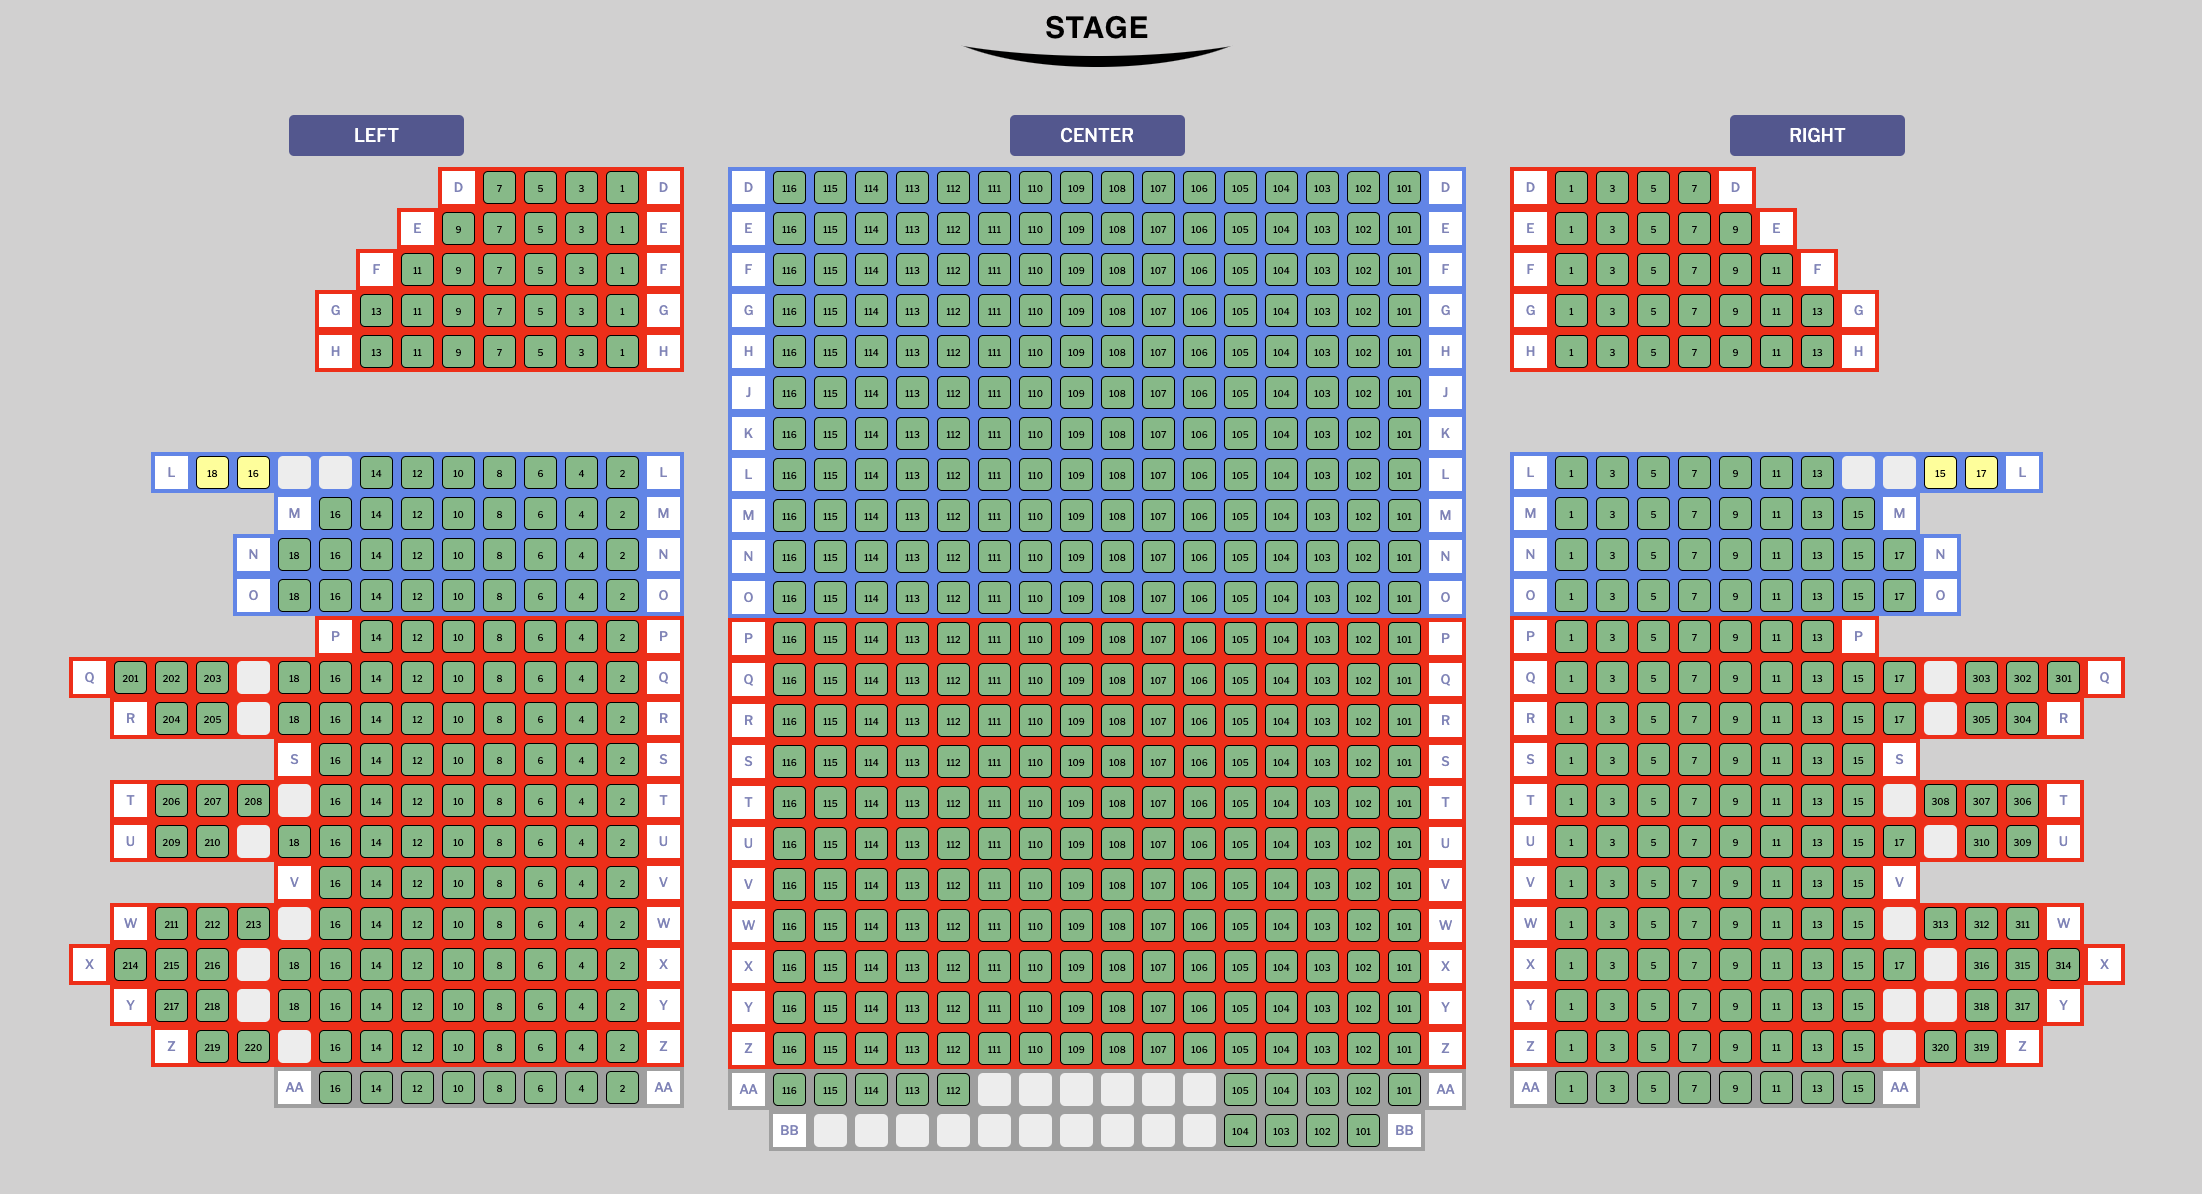 STAGE
LEFT CENTER RIGHT
D 7 5 3 1 D D 116 115 114 113 112 111 110 109 108 107 106 105 104 103 102 101 D D 1 3 5 7 D
E 9 7 5 3 1 E E 116 115 114 113 112 111 110 109 108 107 106 105 104 103 102 101 E E 1 3 5 7 9 E
F 11 9 7 5 3 1 F F 116 115 114 113 112 111 110 109 108 107 106 105 104 103 102 101 F F 1 3 5 7 9 11 F
G 13 11 9 7 5 3 1 G G 116 115 114 113 112 111 110 109 108 107 106 105 104 103 102 101 G G 1 3 5 7 9 11 13 G
H 13 11 9 7 5 3 1 H H 116 115 114 113 112 111 110 109 108 107 106 105 104 103 102 101 H H 1 3 5 7 9 11 13 H
J 116 115 114 113 112 111 110 109 108 107 106 105 104 103 102 101 J
K 116 115 114 113 112 111 110 109 108 107 106 105 104 103 102 101 K
L 18 16 14 12 10 8 6 4 2 L L 116 115 114 113 112 111 110 109 108 107 106 105 104 103 102 101 L L 1 3 5 7 9 11 13 15 17 L
M 16 14 12 10 8 6 4 2 M M 116 115 114 113 112 111 110 109 108 107 106 105 104 103 102 101 M M 1 3 5 7 9 11 13 15 M
N 18 16 14 12 10 8 6 4 2 N N 116 115 114 113 112 111 110 109 108 107 106 105 104 103 102 101 N N 1 3 5 7 9 11 13 15 17 N
O 18 16 14 12 10 8 6 4 2 O O 116 115 114 113 112 111 110 109 108 107 106 105 104 103 102 101 O O 1 3 5 7 9 11 13 15 17 O
P 14 12 10 8 6 4 2 P P 116 115 114 113 112 111 110 109 108 107 106 105 104 103 102 101 P P 1 3 5 7 9 11 13 P
Q 201 202 203 18 16 14 12 10 8 6 4 2 Q Q 116 115 114 113 112 111 110 109 108 107 106 105 104 103 102 101 Q Q 1 3 5 7 9 11 13 15 17 303 302 301 Q
R 204 205 18 16 14 12 10 8 6 4 2 R R 116 115 114 113 112 111 110 109 108 107 106 105 104 103 102 101 R R 1 3 5 7 9 11 13 15 17 305 304 R
S 16 14 12 10 8 6 4 2 S S 116 115 114 113 112 111 110 109 108 107 106 105 104 103 102 101 S S 1 3 5 7 9 11 13 15 S
T 206 207 208 16 14 12 10 8 6 4 2 T T 116 115 114 113 112 111 110 109 108 107 106 105 104 103 102 101 T T 1 3 5 7 9 11 13 15 308 307 306 T
U 209 210 18 16 14 12 10 8 6 4 2 U U 116 115 114 113 112 111 110 109 108 107 106 105 104 103 102 101 U U 1 3 5 7 9 11 13 15 17 310 309 U
V 16 14 12 10 8 6 4 2 V V 116 115 114 113 112 111 110 109 108 107 106 105 104 103 102 101 V V 1 3 5 7 9 11 13 15 V
W 211 212 213 16 14 12 10 8 6 4 2 W W 116 115 114 113 112 111 110 109 108 107 106 105 104 103 102 101 W W 1 3 5 7 9 11 13 15 313 312 311 W
X 214 215 216 18 16 14 12 10 8 6 4 2 X X 116 115 114 113 112 111 110 109 108 107 106 105 104 103 102 101 X X 1 3 5 7 9 11 13 15 17 316 315 314 X
Y 217 218 18 16 14 12 10 8 6 4 2 Y Y 116 115 114 113 112 111 110 109 108 107 106 105 104 103 102 101 Y Y 1 3 5 7 9 11 13 15 318 317 Y
Z 219 220 16 14 12 10 8 6 4 2 Z Z 116 115 114 113 112 111 110 109 108 107 106 105 104 103 102 101 Z Z 1 3 5 7 9 11 13 15 320 319 Z
AA 16 14 12 10 8 6 4 2 AA AA 116 115 114 113 112 105 104 103 102 101 AA AA 1 3 5 7 9 11 13 15 AA
BB 104 103 102 101 BB